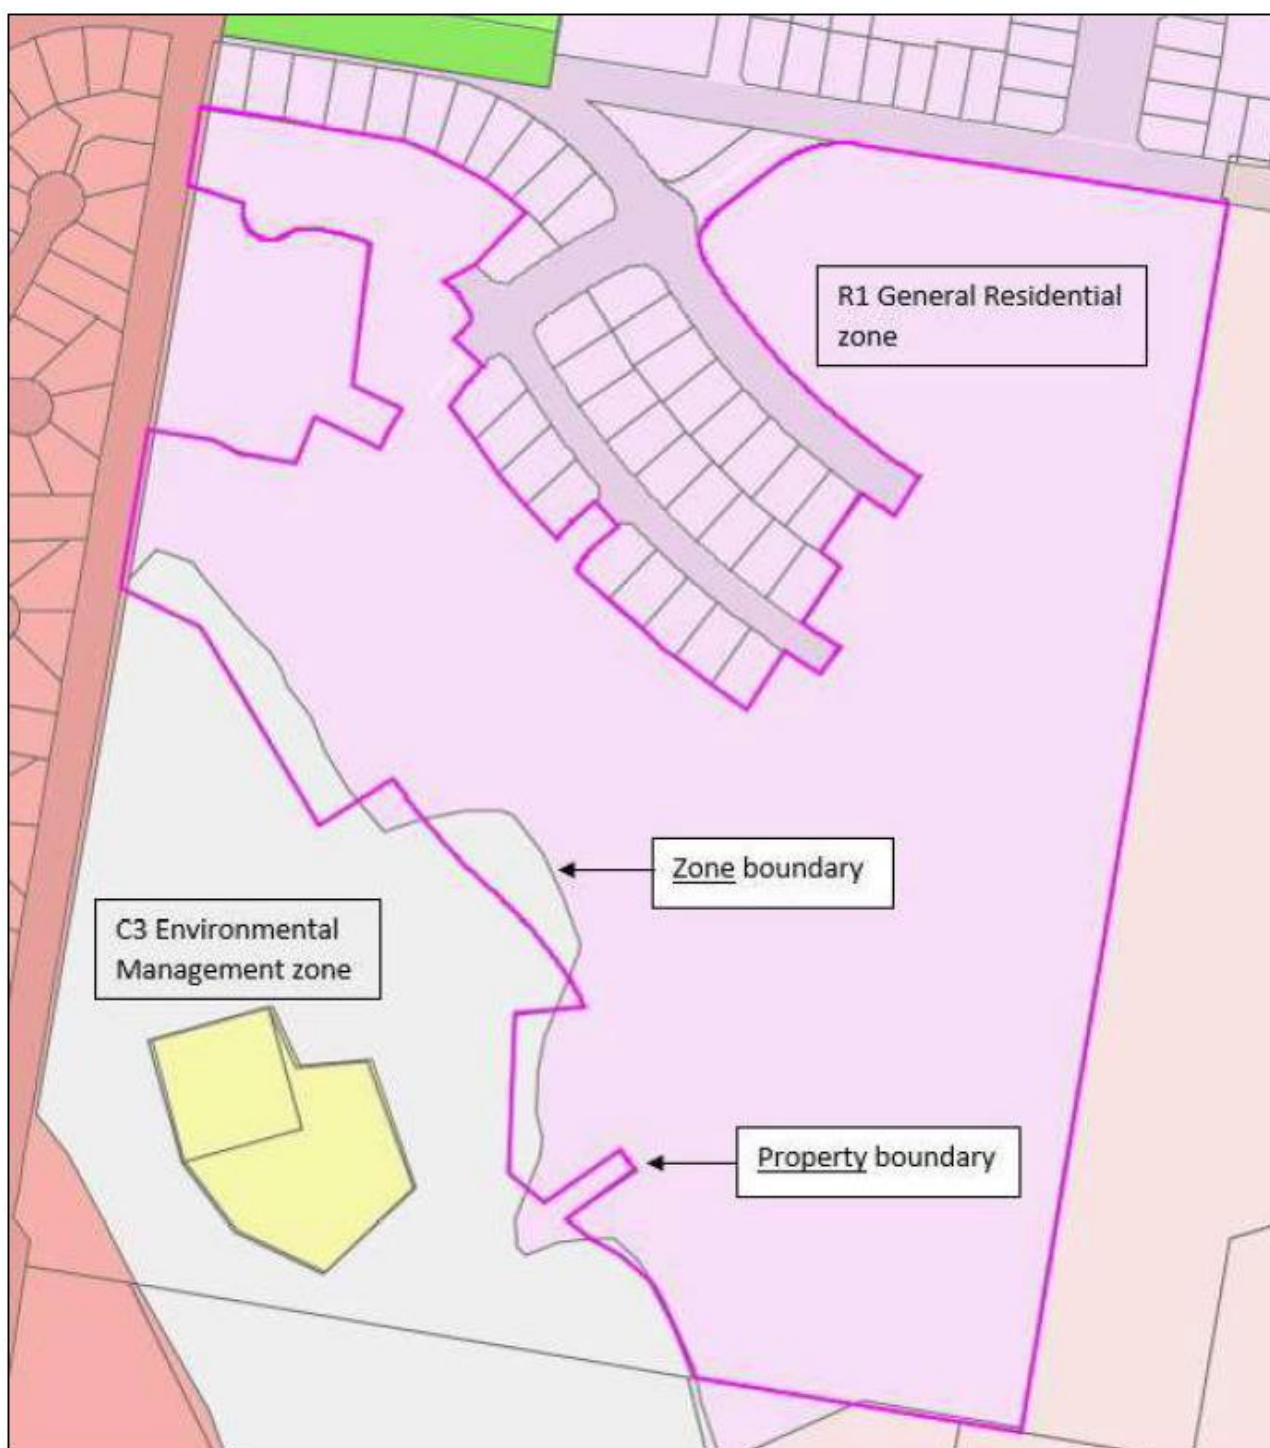 R1 General Residential
zone
Zone boundary
C3 Environmental
Management zone
Property boundary